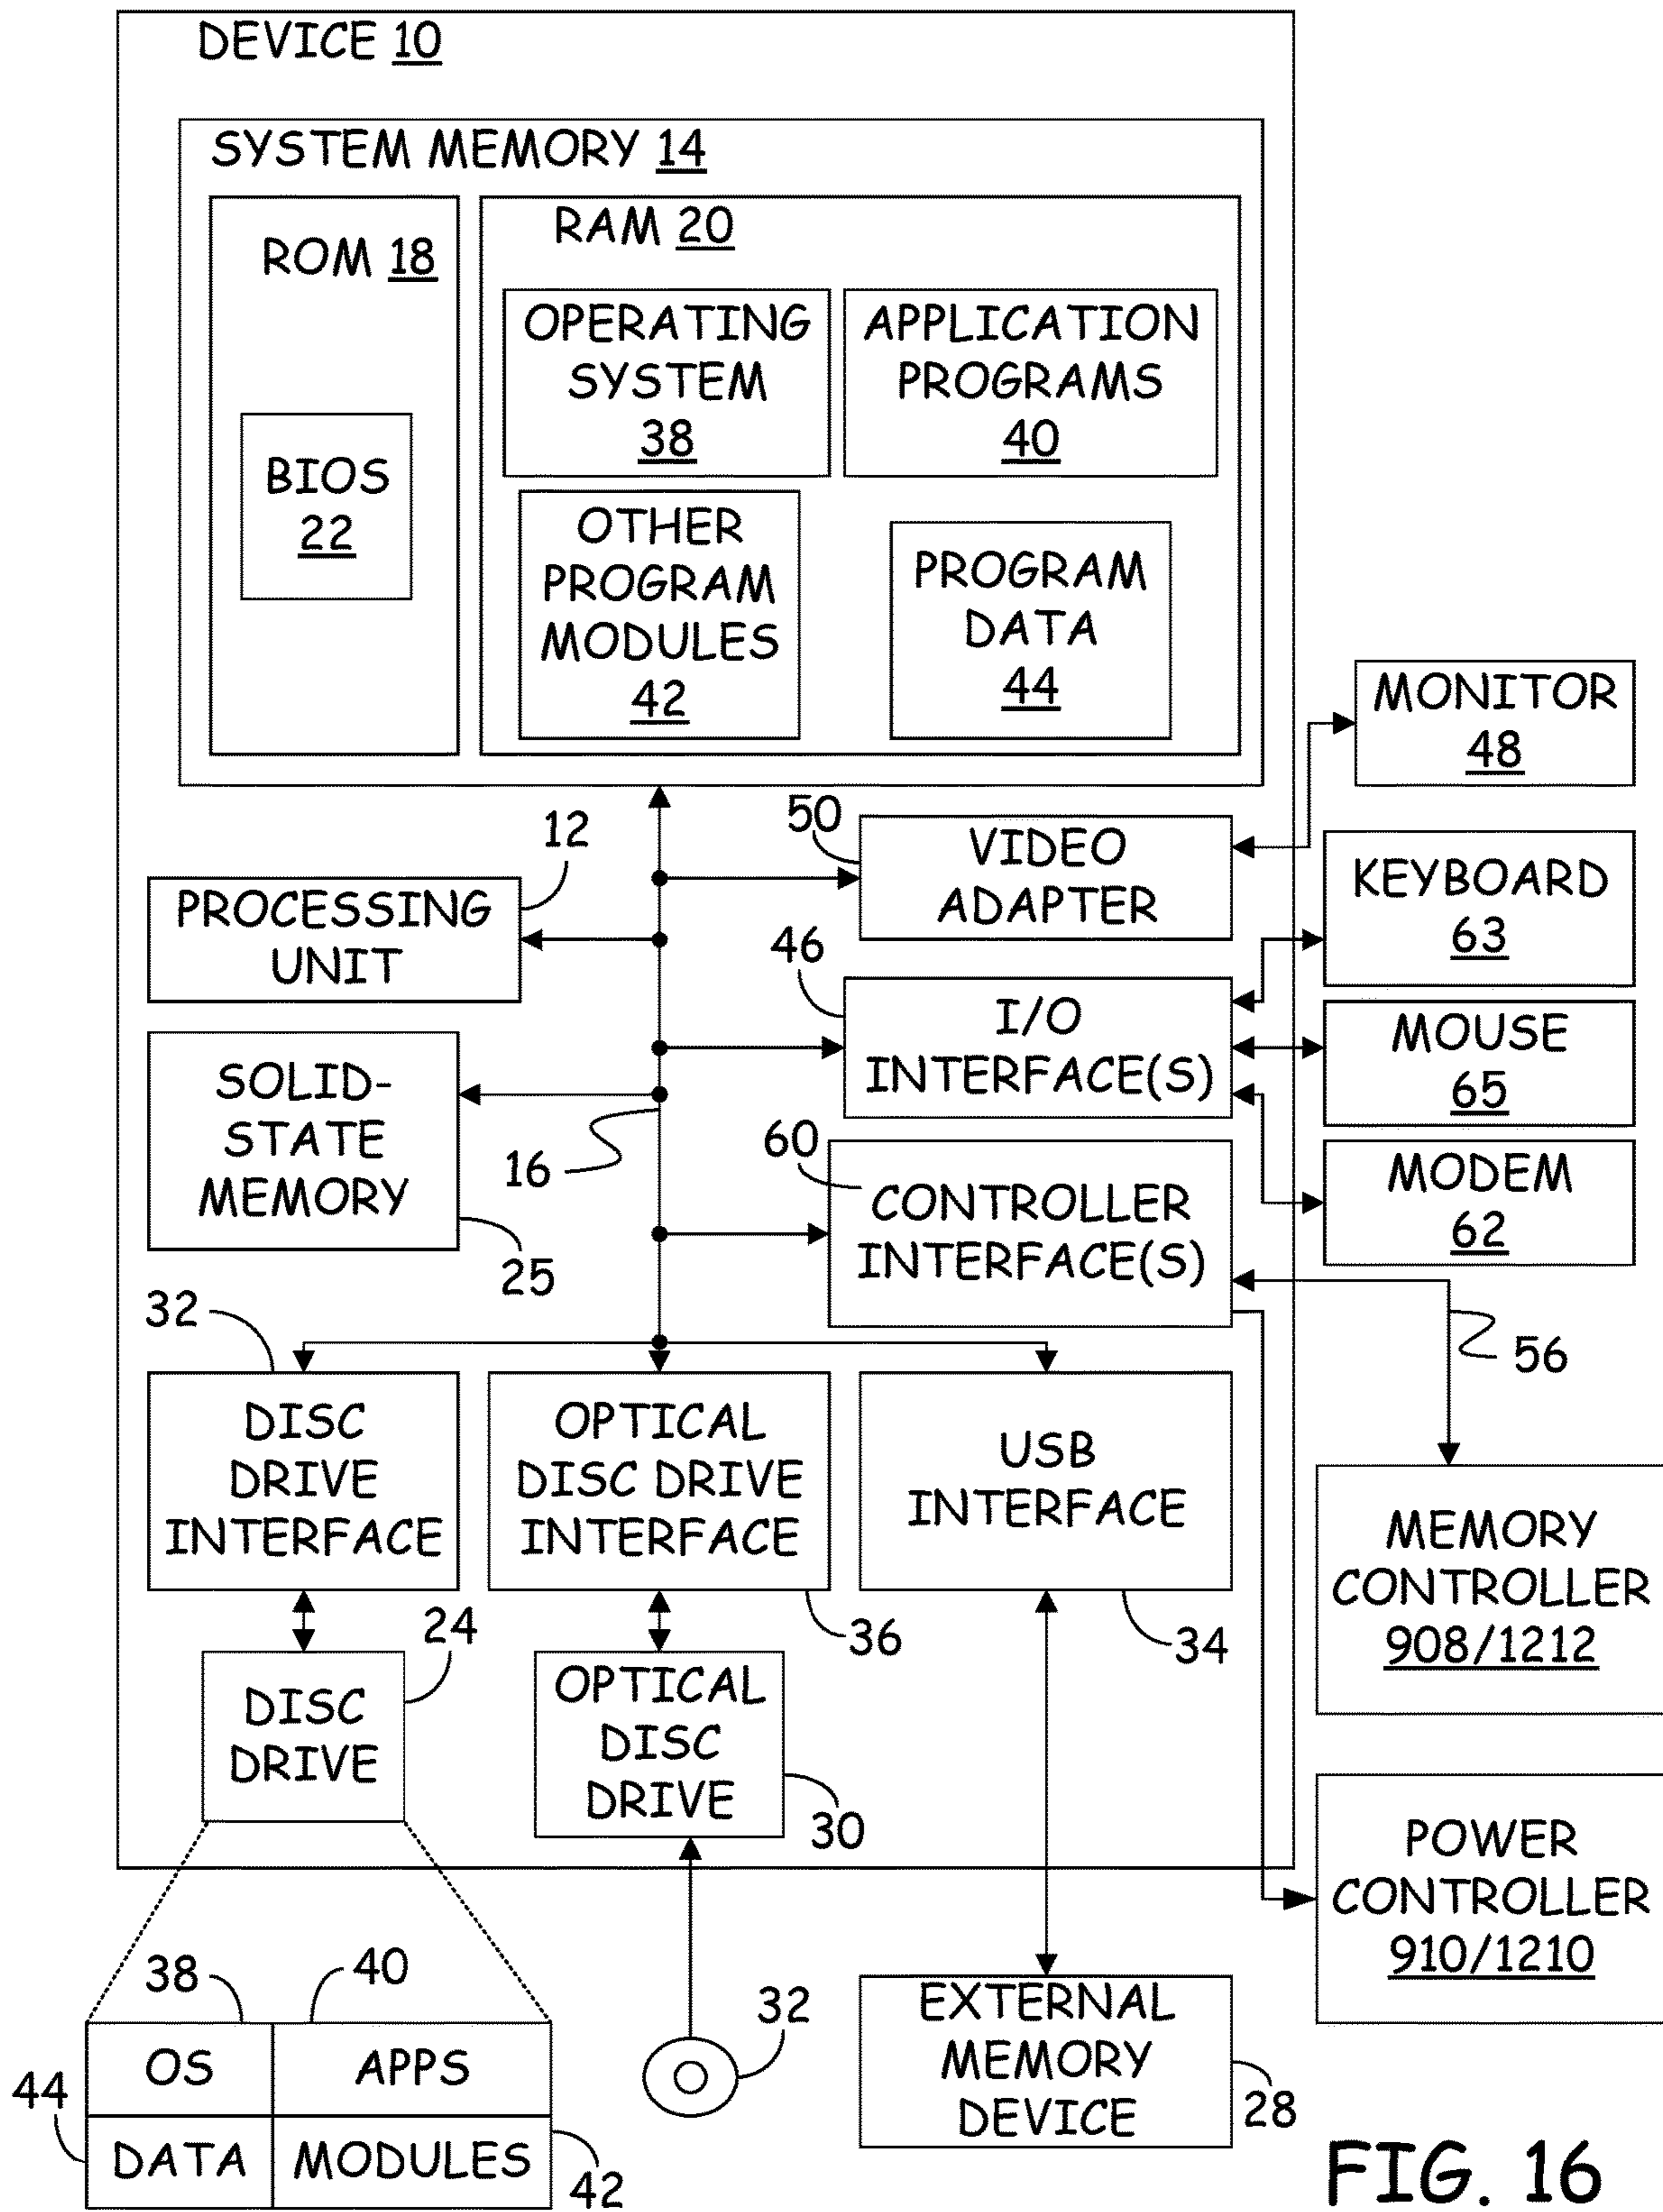 DEVICE 10
SYSTEM MEMORY 14
ROM 18
BIOS
22
RAM 20
OPERATING
SYSTEM
38
APPLICATION
PROGRAMS
40
OTHER
PROGRAM
MODULES
42
PROGRAM
DATA
44
MONITOR
48
12
PROCESSING
UNIT
50
VIDEO
ADAPTER
KEYBOARD
63
46
I/O
INTERFACE(S)
MOUSE
65
SOLID-
STATE
MEMORY
25
16
60
CONTROLLER
INTERFACE(S)
MODEM
62
56
32
DISC
DRIVE
INTERFACE
OPTICAL
DISC DRIVE
INTERFACE
36
USB
INTERFACE
34
MEMORY
CONTROLLER
908/1212
24
DISC
DRIVE
OPTICAL
DISC
DRIVE
30
POWER
CONTROLLER
910/1210
38
40
OS
APPS
44
DATA
MODULES
42
32
EXTERNAL
MEMORY
DEVICE
28
FIG. 16